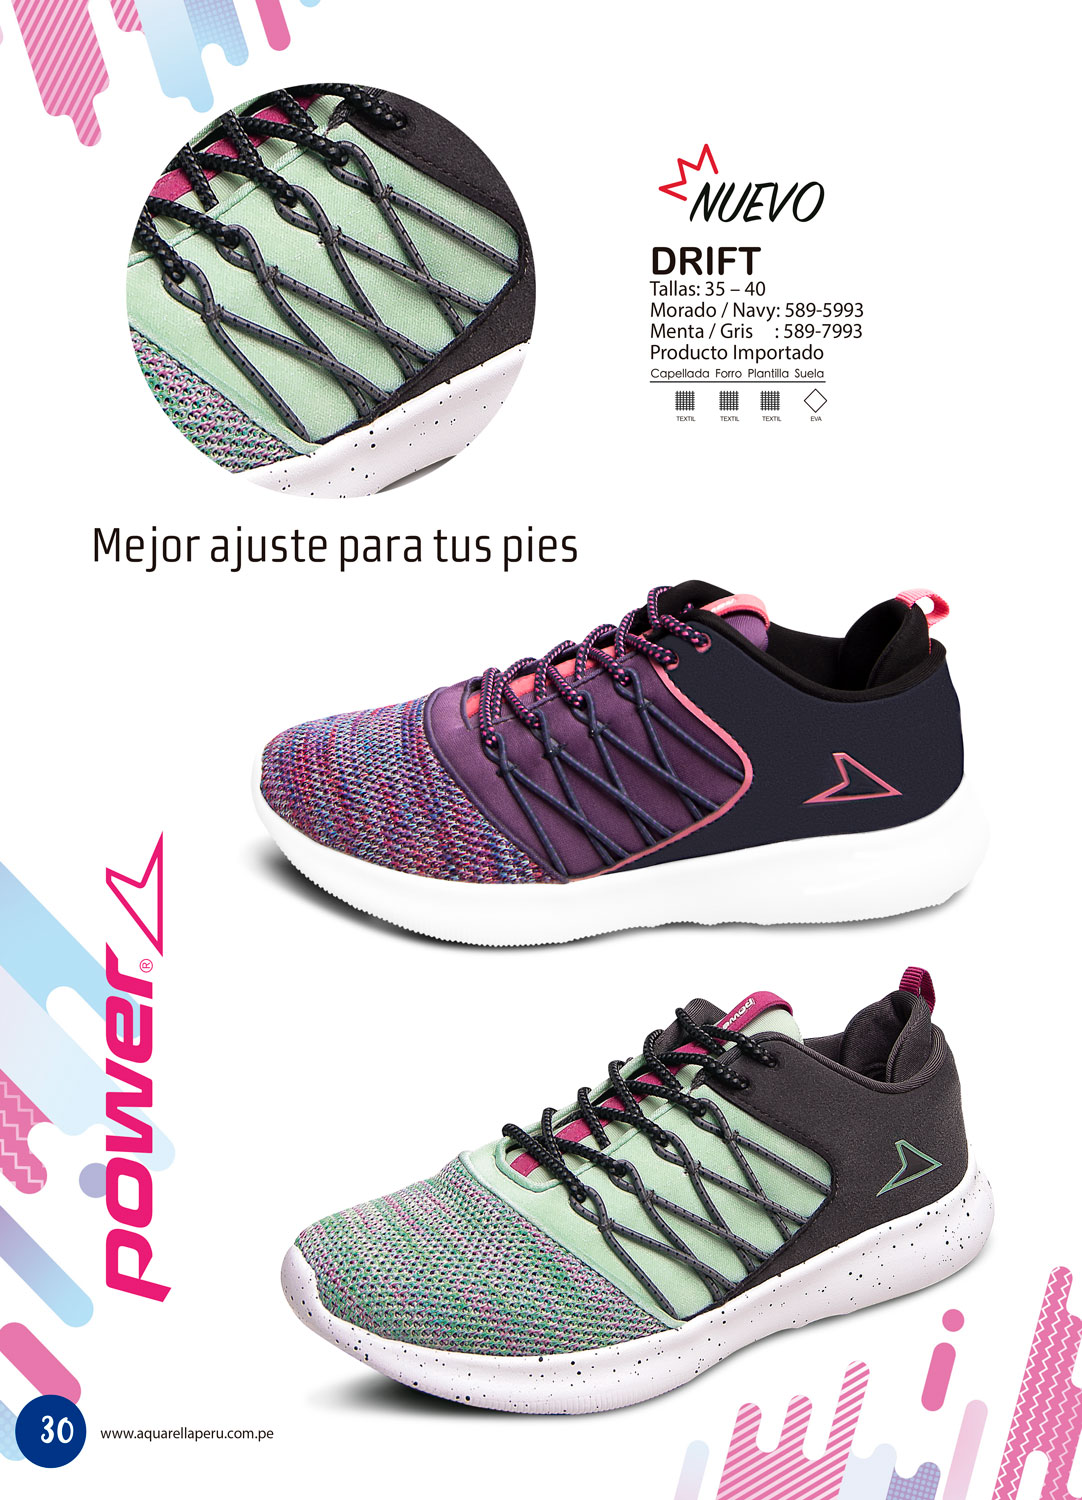 NUEVO
DRIFT
Tallas: 35 – 40
Morado / Navy: 589-5993
Menta / Gris : 589-7993
Producto Importado
Capellada Forro Plantilla Suela
TEXTIL TEXTIL TEXTIL EVA
Mejor ajuste para tus pies
power®
power
30
www.aquarellaperu.com.pe